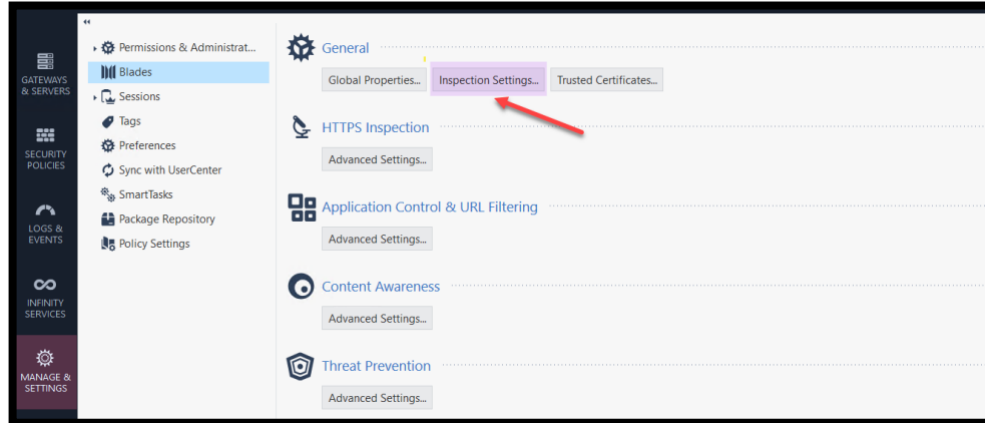 GATEWAYS
& SERVERS
SECURITY
POLICIES
LOGS &
EVENTS
INFINITY
SERVICES
MANAGE &
SETTINGS
Permissions & Administrat...
Blades
Sessions
Tags
Preferences
Sync with UserCenter
SmartTasks
Package Repository
Policy Settings
General
Global Properties... Inspection Settings... Trusted Certificates...
HTTPS Inspection
Advanced Settings...
Application Control & URL Filtering
Advanced Settings...
Content Awareness
Advanced Settings...
Threat Prevention
Advanced Settings...